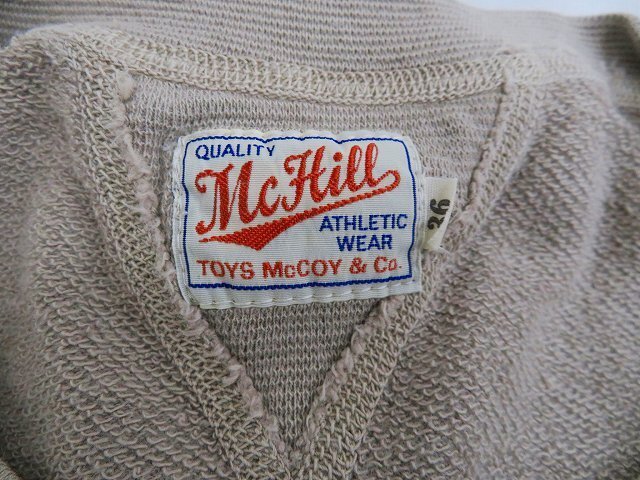 QUALITY
McHill
ATHLETIC
WEAR
TOYS McCOY & Co.
36